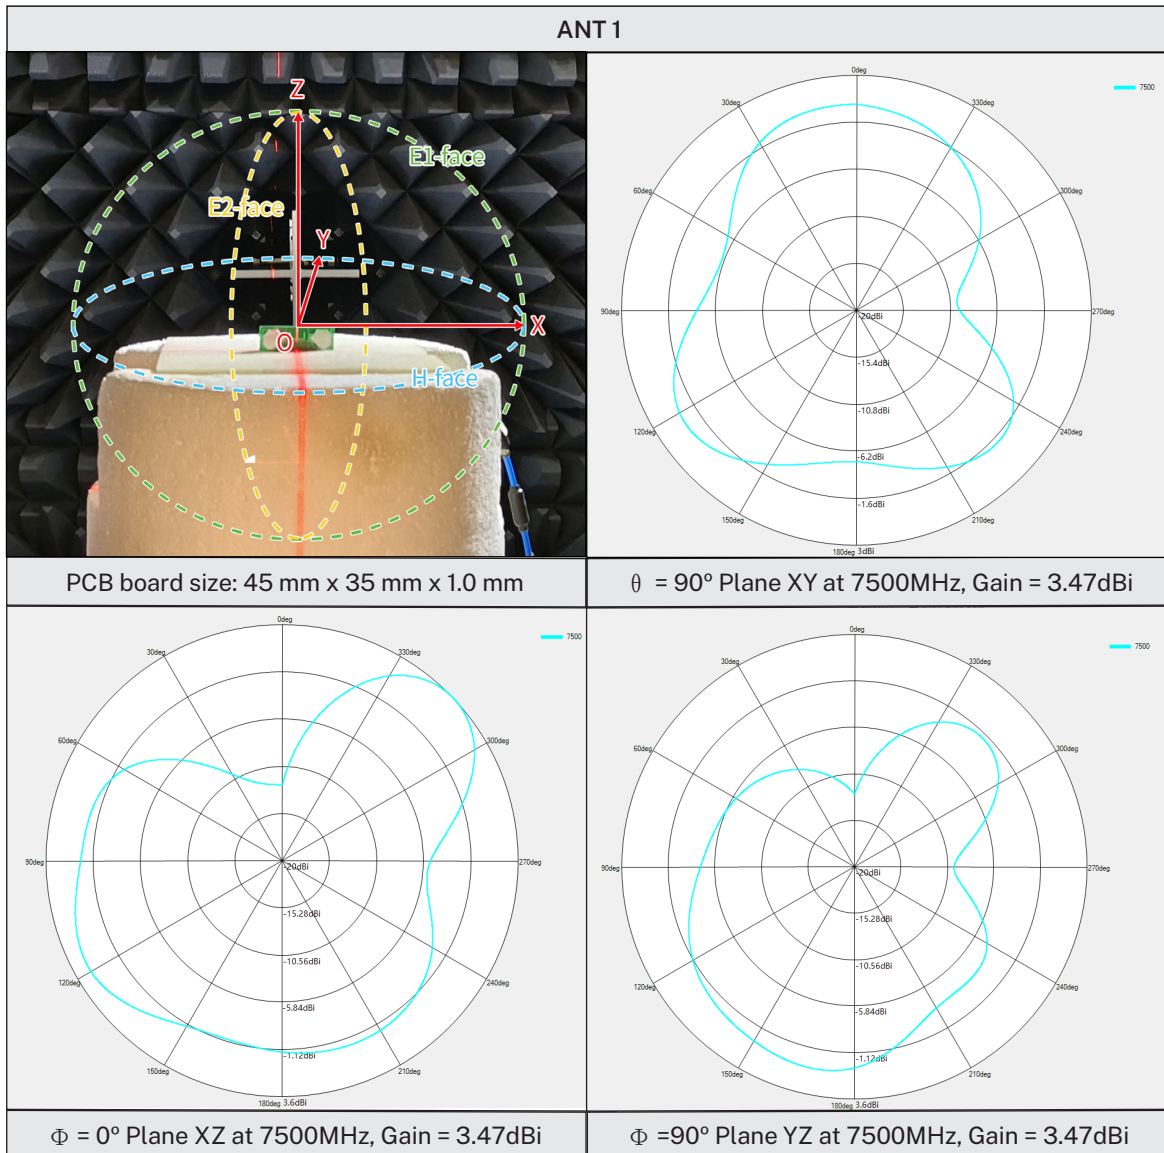 ANT 1
Z
E1-face
E2-face
Y
X
O
H-face
7500
0deg
30deg
330deg
60deg
300deg
90deg
270deg
-20dBi
-15.4dBi
-10.8dBi
120deg
240deg
-6.2dBi
-1.6dBi
150deg
210deg
180deg 3dBi
PCB board size: 45 mm x 35 mm x 1.0 mm
θ = 90° Plane XY at 7500MHz, Gain = 3.47dBi
0deg
7500
30deg
330deg
60deg
300deg
90deg
270deg
-20dBi
-15.28dBi
-10.56dBi
120deg
240deg
-5.84dBi
-1.12dBi
150deg
210deg
180deg 3.6dBi
0deg
7500
30deg
330deg
60deg
300deg
90deg
270deg
-20dBi
-15.28dBi
-10.56dBi
120deg
240deg
-5.84dBi
-1.12dBi
150deg
210deg
180deg 3.6dBi
Φ = 0° Plane XZ at 7500MHz, Gain = 3.47dBi
Φ =90° Plane YZ at 7500MHz, Gain = 3.47dBi